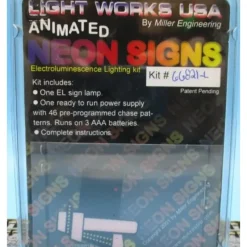 LIGHT WORKS USA
By Miller Engineering
ANIMATED
NEON SIGNS
Electroluminescence Lighting kit
Kit # 66821-L
Patent Pending
Kit includes:
● One EL sign lamp.
● One ready to run power supply
with 46 pre-programmed chase pat-
terns. Runs on 3 AAA batteries.
● Complete instructions.